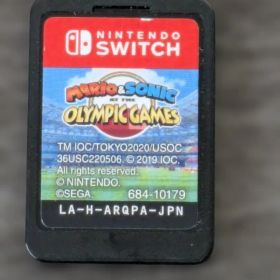 NINTENDO
SWITCH
MARIO & SONIC
AT THE
OLYMPIC GAMES
TM IOC/TOKYO2020/USOC
36USC220506. © 2019 IOC.
All rights reserved.
© NINTENDO.
©SEGA. 684-10179
LA-H-ARQPA-JPN